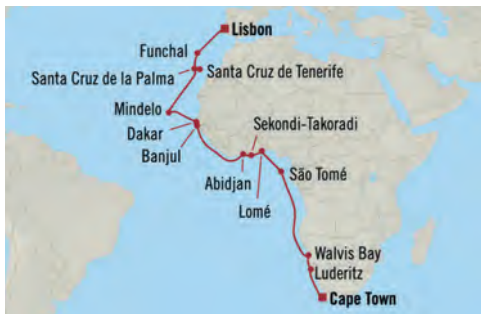 Lisbon
Funchal
Santa Cruz de la Palma
Santa Cruz de Tenerife
Mindelo
Dakar
Banjul
Sekondi-Takoradi
Abidjan
Lomé
São Tomé
Walvis Bay
Luderitz
Cape Town